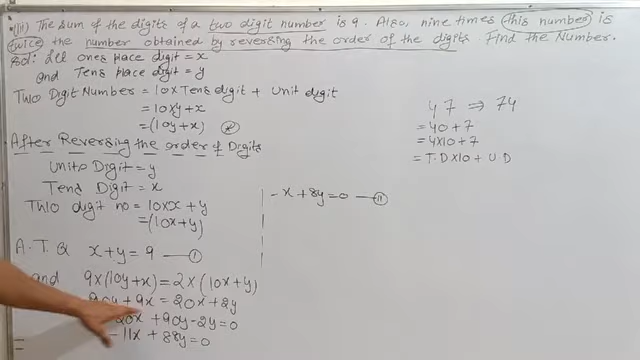 (iii) The sum of the digits of a two digit number is 9. Also, nine times this number is
twice the number obtained by reversing the order of the digits. Find the Number.
Sol: Let ones place digit = x
and Tens place digit = y
Two Digit Number = 10x Tens digit + Unit digit
= 10xy + x
= (10y + x)
After Reversing the order of Digits
Units Digit = y
Tens Digit = x
Two digit no = 10xx + y
= (10x + y)
A.T.Q x + y = 9 — (I)
and 9x(10y + x) = 2x(10x + y)
90y + 9x = 20x + 2y
20x + 90y - 2y = 0
- 11x + 88y = 0
- x + 8y = 0 — (II)
47 ⇒ 74
= 40 + 7
= 4x10 + 7
= T.D x 10 + U.D